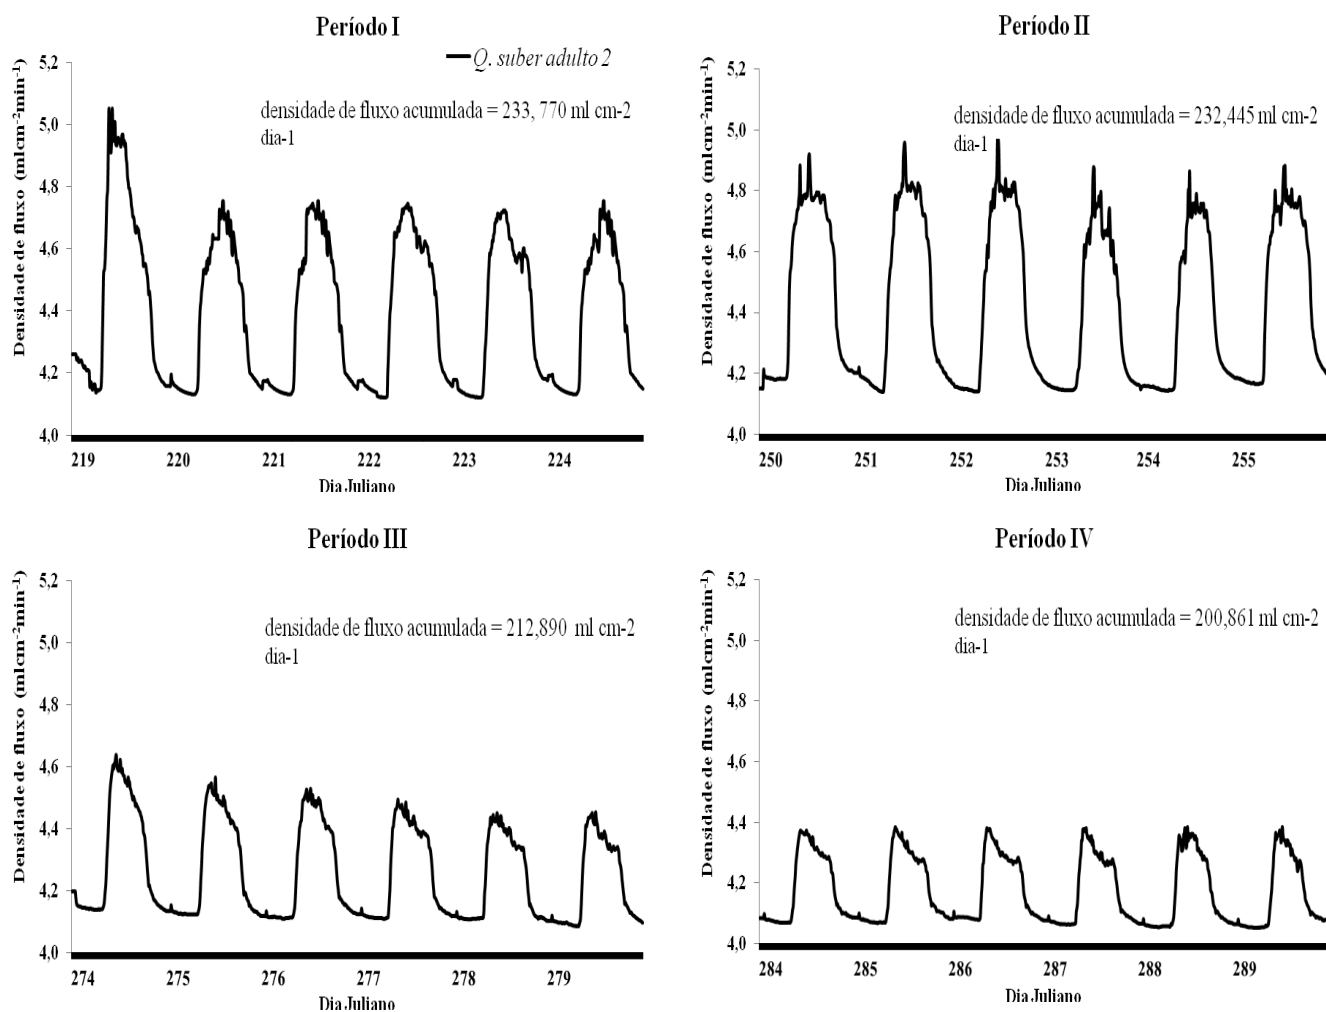 Período I
Q. suber adulto 2
densidade de fluxo acumulada = 233, 770 ml cm-2
dia-1
Densidade de fluxo (mlcm⁻²min⁻¹)
5,2
5,0
4,8
4,6
4,4
4,2
4,0
219 220 221 222 223 224
Dia Juliano
Período II
densidade de fluxo acumulada = 232,445 ml cm-2
dia-1
Densidade de fluxo (mlcm⁻²min⁻¹)
5,2
5,0
4,8
4,6
4,4
4,2
4,0
250 251 252 253 254 255
Dia Juliano
Período III
densidade de fluxo acumulada = 212,890 ml cm-2
dia-1
Densidade de fluxo (mlcm⁻²min⁻¹)
5,2
5,0
4,8
4,6
4,4
4,2
4,0
274 275 276 277 278 279
Dia Juliano
Período IV
densidade de fluxo acumulada = 200,861 ml cm-2
dia-1
Densidade de fluxo (mlcm⁻²min⁻¹)
5,2
5,0
4,8
4,6
4,4
4,2
4,0
284 285 286 287 288 289
Dia Juliano